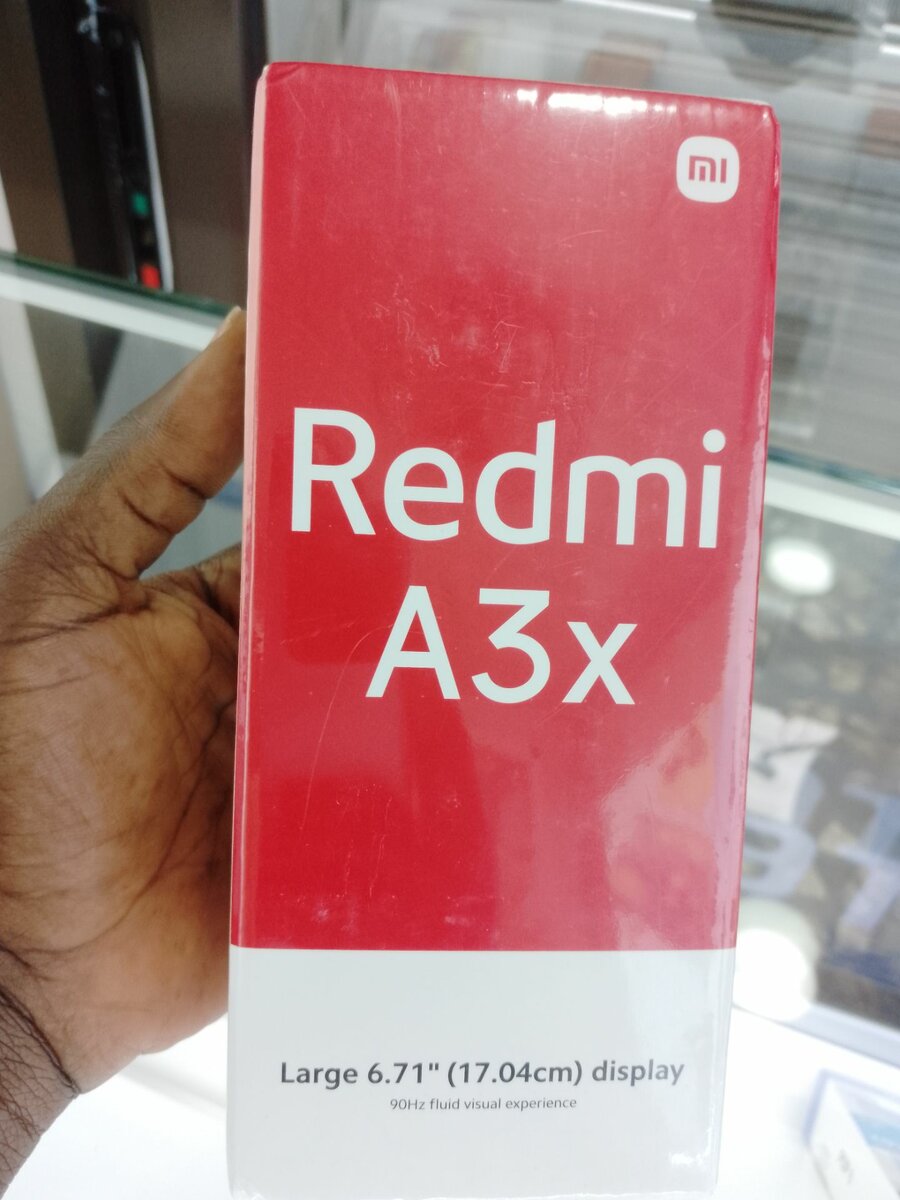 mi
Redmi
A3x
Large 6.71" (17.04cm) display
90Hz fluid visual experience